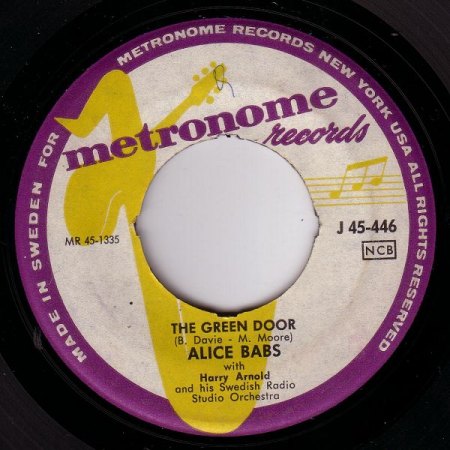 MADE IN SWEDEN FOR METRONOME RECORDS NEW YORK USA ALL RIGHTS RESERVED
metronome
records
MR 45-1335
J 45-446
NCB
THE GREEN DOOR
(B. Davie - M. Moore)
ALICE BABS
with
Harry Arnold
and his Swedish Radio
Studio Orchestra